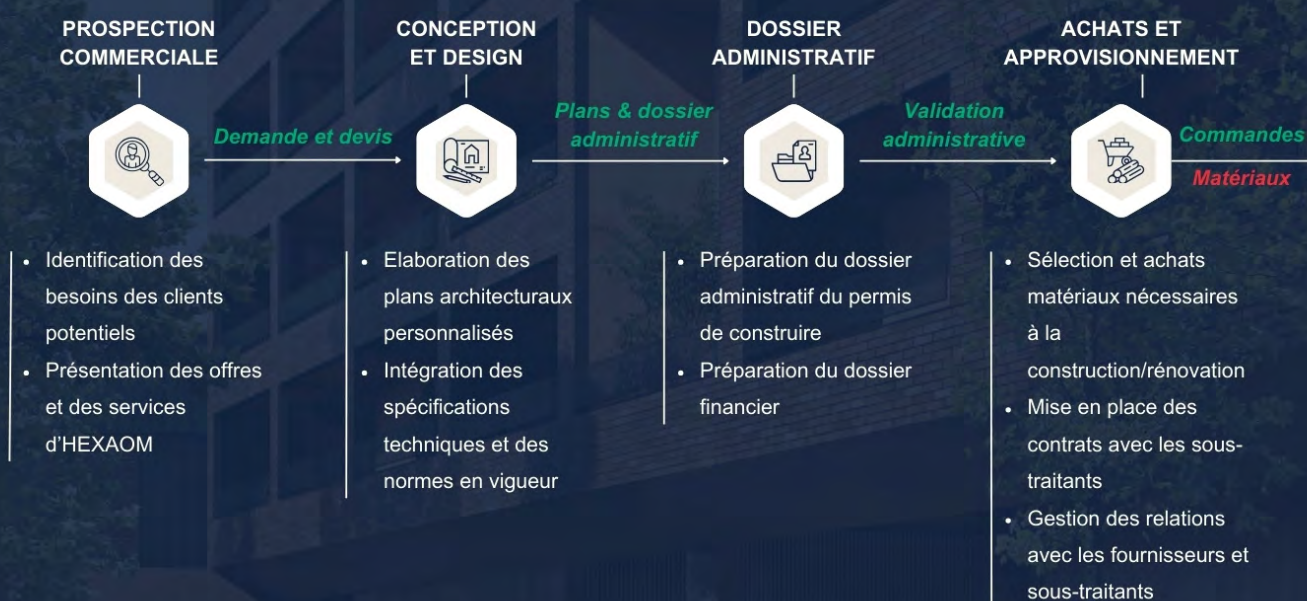 PROSPECTION
COMMERCIALE
CONCEPTION
ET DESIGN
DOSSIER
ADMINISTRATIF
ACHATS ET
APPROVISIONNEMENT
Demande et devis
Plans & dossier
administratif
Validation
administrative
Commandes
Matériaux
• Identification des
besoins des clients
potentiels
• Présentation des offres
et des services
d'HEXAOM
• Elaboration des
plans architecturaux
personnalisés
• Intégration des
spécifications
techniques et des
normes en vigueur
• Préparation du dossier
administratif du permis
de construire
• Préparation du dossier
financier
• Sélection et achats
matériaux nécessaires
à la
construction/rénovation
• Mise en place des
contrats avec les sous-
traitants
• Gestion des relations
avec les fournisseurs et
sous-traitants